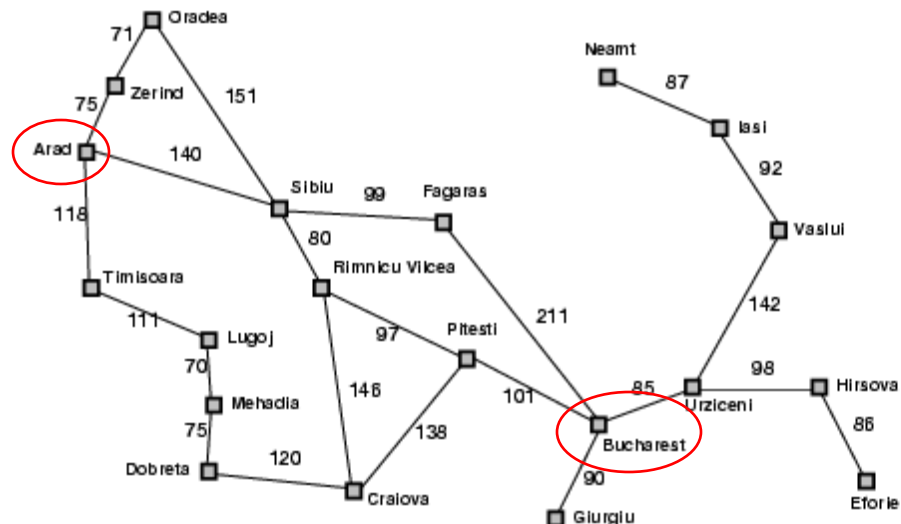 Oradea
71
Neamt
87
Zerind
151
75
Iasi
Arad
140
92
Sibiu
99
Fagaras
118
80
Vaslui
Timisoara
Rimnicu Vilcea
111
97
Pitesti
211
142
Lugoj
70
146
101
85
98
Hirsova
Urziceni
Mehadia
75
138
86
Bucharest
Dobreta
120
90
Craiova
Eforie
Giurgiu